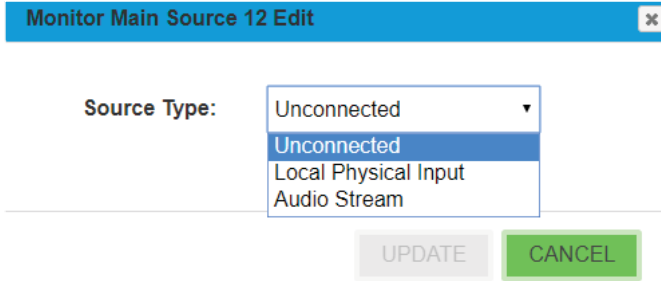 Monitor Main Source 12 Edit
Source Type:
Unconnected
Unconnected
Local Physical Input
Audio Stream
UPDATE
CANCEL